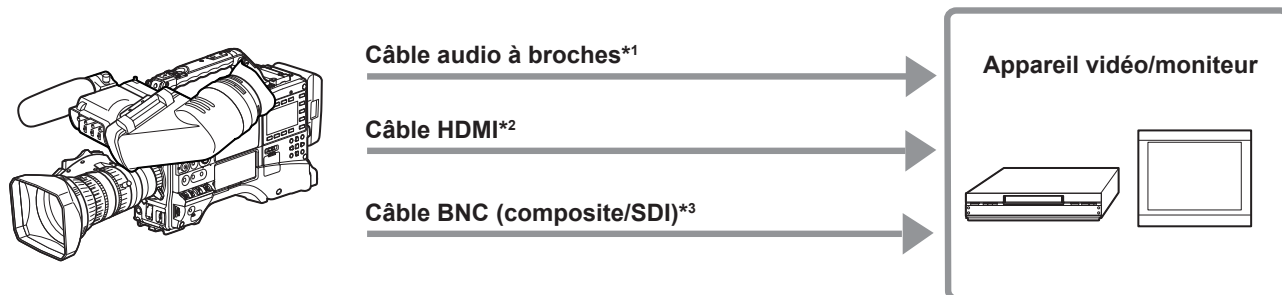 Câble audio à broches*1
Appareil vidéo/moniteur
Câble HDMI*2
Câble BNC (composite/SDI)*3